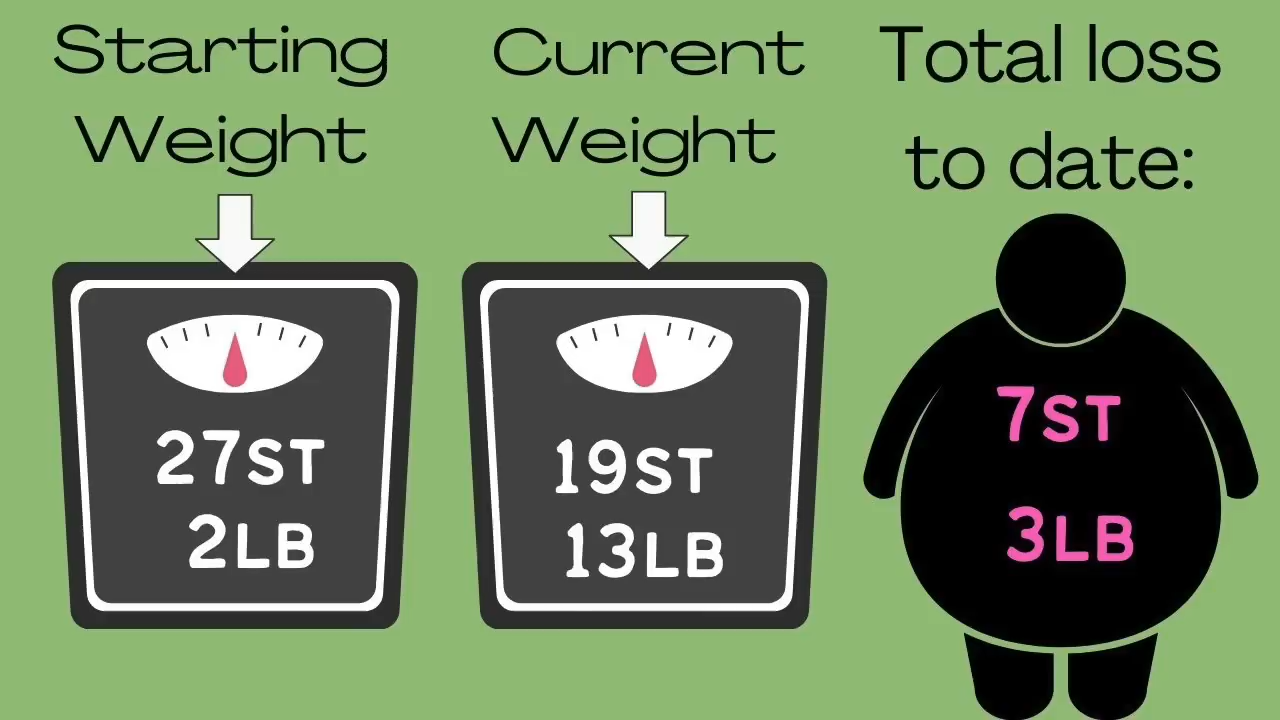 Starting
Weight
27ST
2LB
Current
Weight
19ST
13LB
Total loss
to date:
7ST
3LB